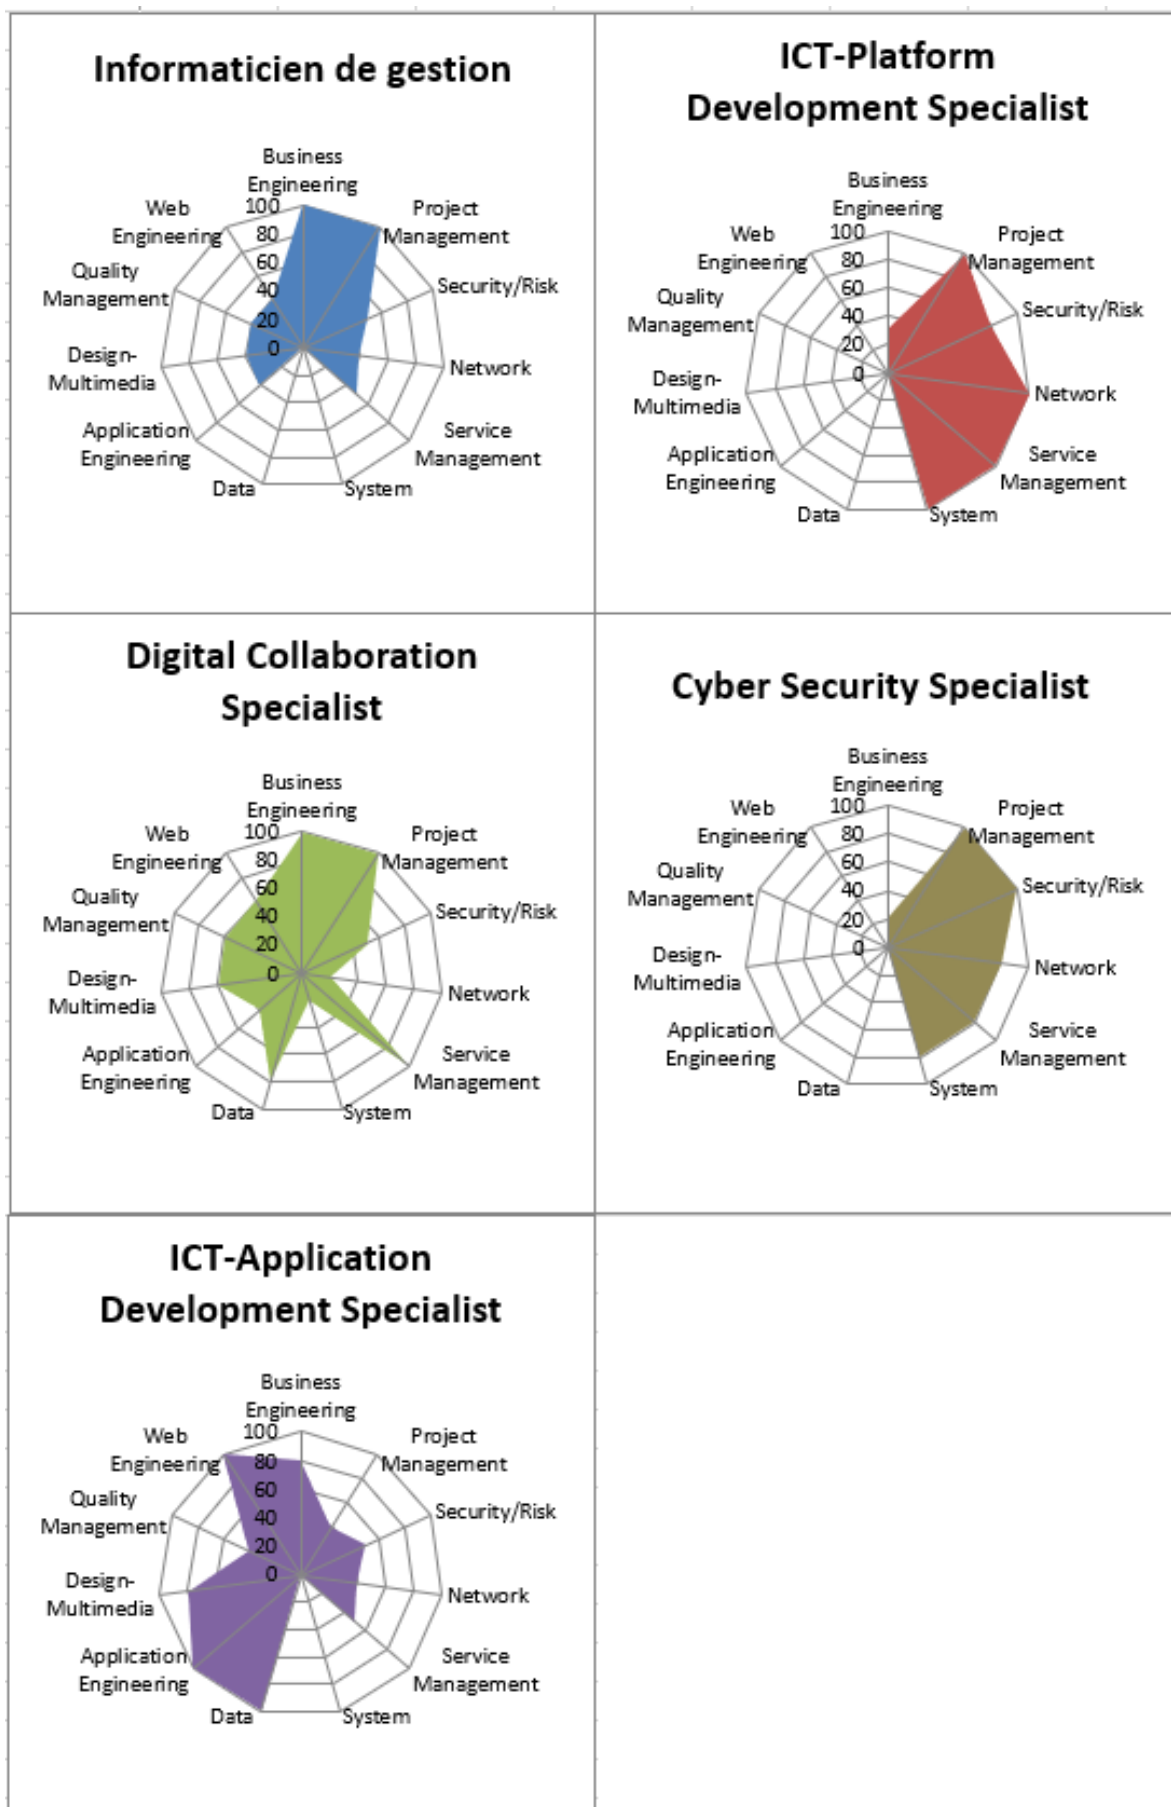 Informaticien de gestion
Business
Engineering
100
80
60
40
20
0
Project
Management
Security/Risk
Network
Service
Management
System
Data
Application
Engineering
Design-
Multimedia
Quality
Management
Web
Engineering
ICT-Platform
Development Specialist
Business
Engineering
100
80
60
40
20
0
Project
Management
Security/Risk
Network
Service
Management
System
Data
Application
Engineering
Design-
Multimedia
Quality
Management
Web
Engineering
Digital Collaboration
Specialist
Business
Engineering
100
80
60
40
20
0
Project
Management
Security/Risk
Network
Service
Management
System
Data
Application
Engineering
Design-
Multimedia
Quality
Management
Web
Engineering
Cyber Security Specialist
Business
Engineering
100
80
60
40
20
0
Project
Management
Security/Risk
Network
Service
Management
System
Data
Application
Engineering
Design-
Multimedia
Quality
Management
Web
Engineering
ICT-Application
Development Specialist
Business
Engineering
100
80
60
40
20
0
Project
Management
Security/Risk
Network
Service
Management
System
Data
Application
Engineering
Design-
Multimedia
Quality
Management
Web
Engineering